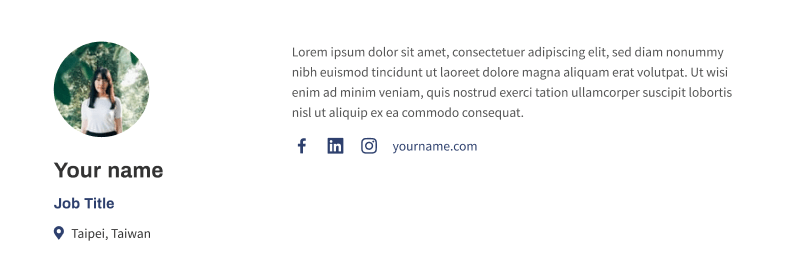 Your name
Job Title
Taipei, Taiwan
Lorem ipsum dolor sit amet, consectetuer adipiscing elit, sed diam nonummy
nibh euismod tincidunt ut laoreet dolore magna aliquam erat volutpat. Ut wisi
enim ad minim veniam, quis nostrud exerci tation ullamcorper suscipit lobortis
nisl ut aliquip ex ea commodo consequat.
yourname.com